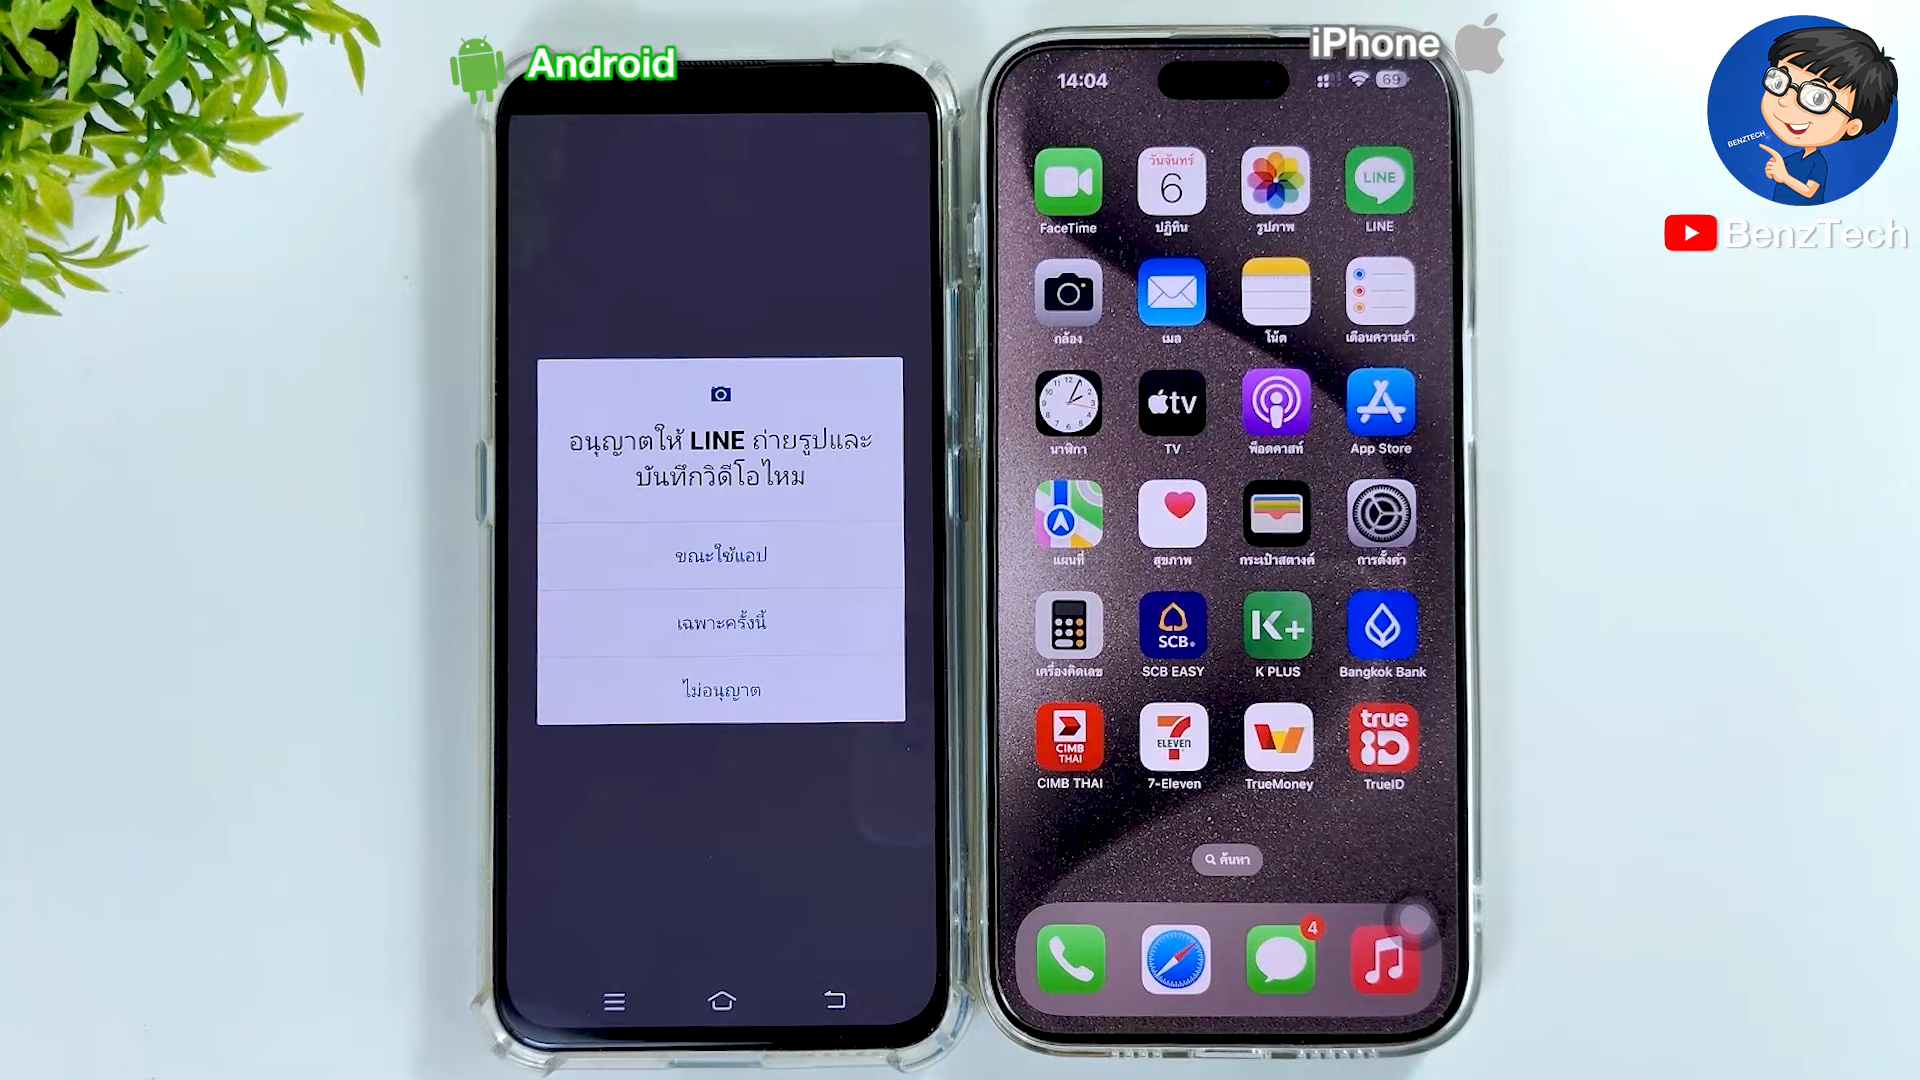 Android
อนุญาตให้ LINE ถ่ายรูปและ
บันทึกวิดีโอไหม
ขณะใช้แอป
เฉพาะครั้งนี้
ไม่อนุญาต
iPhone
14:04
69
วันจันทร์
6
LINE
FaceTime
ปฏิทิน
รูปภาพ
LINE
กล้อง
เมล
โน้ต
เตือนความจำ
tv
นาฬิกา
TV
พ็อดคาสท์
App Store
แผนที่
สุขภาพ
กระเป๋าสตางค์
การตั้งค่า
SCB
K+
เครื่องคิดเลข
SCB EASY
K PLUS
Bangkok Bank
CIMB
THAI
7
ELEVEN
true
iD
CIMB THAI
7-Eleven
TrueMoney
TrueID
ค้นหา
4
BENZTECH
BenzTech